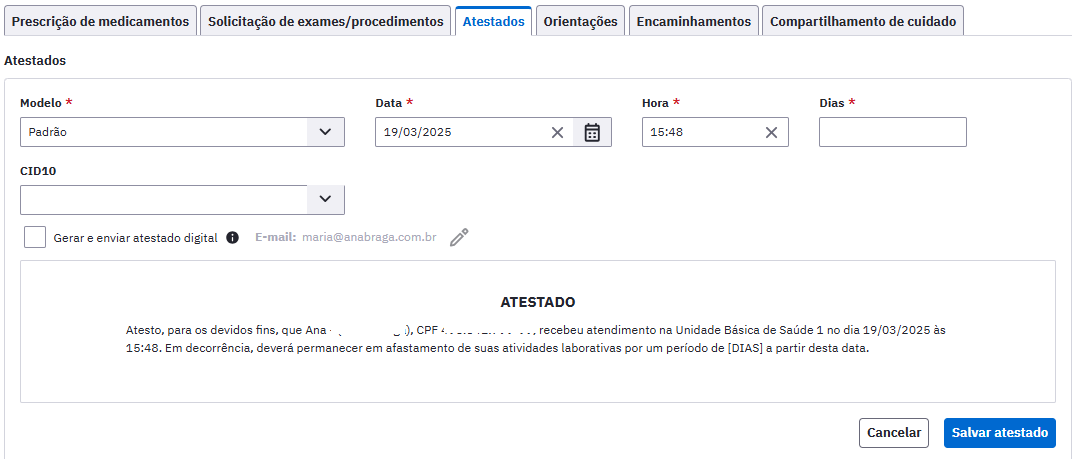 Prescrição de medicamentos Solicitação de exames/procedimentos Atestados Orientações Encaminhamentos Compartilhamento de cuidado
Atestados
Modelo * Data * Hora * Dias *
Padrão 19/03/2025 15:48
CID10
Gerar e enviar atestado digital E-mail: maria@anabraga.com.br
ATESTADO
Atesto, para os devidos fins, que Ana ), CPF , recebeu atendimento na Unidade Básica de Saúde 1 no dia 19/03/2025 às
15:48. Em decorrência, deverá permanecer em afastamento de suas atividades laborativas por um período de [DIAS] a partir desta data.
Cancelar Salvar atestado